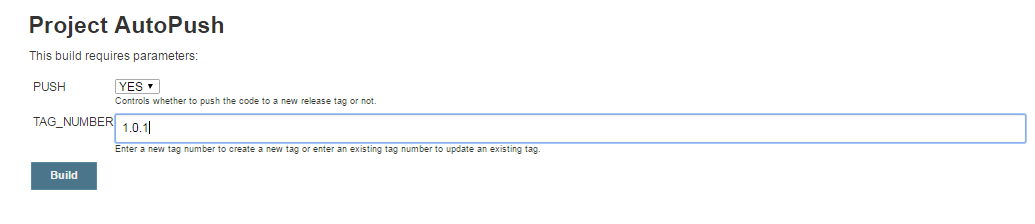 Project AutoPush
This build requires parameters:
PUSH YES
Controls whether to push the code to a new release tag or not.
TAG_NUMBER 1.0.1
Enter a new tag number to create a new tag or enter an existing tag number to update an existing tag.
Build